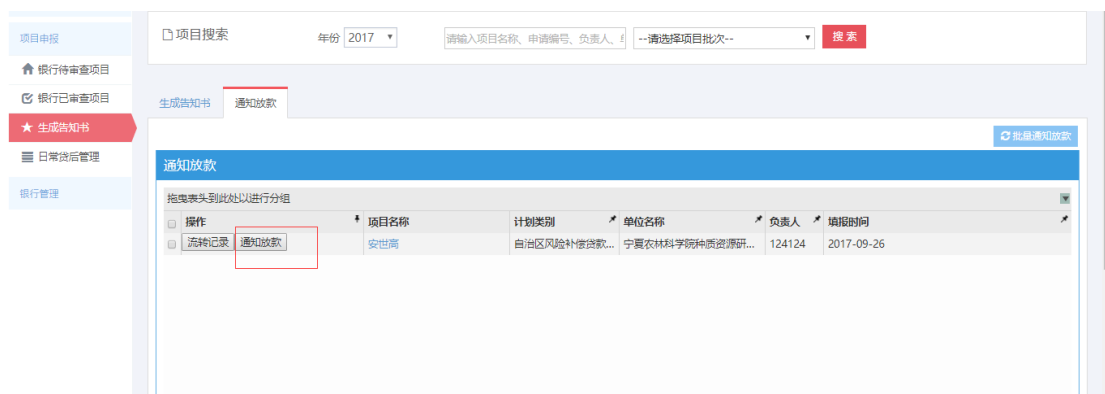 项目申报
银行待审查项目
银行已审查项目
生成告知书
日常贷后管理
银行管理
项目搜索 年份 2017 请输入项目名称、申请编号、负责人、 --请选择项目批次-- 搜索
生成告知书 通知放款
批量通知放款
通知放款
拖曳表头到此处以进行分组
操作 项目名称 计划类别 单位名称 负责人 填报时间
流转记录 通知放款 安世高 自治区风险补偿贷款... 宁夏农林科学院种质资源研... 124124 2017-09-26